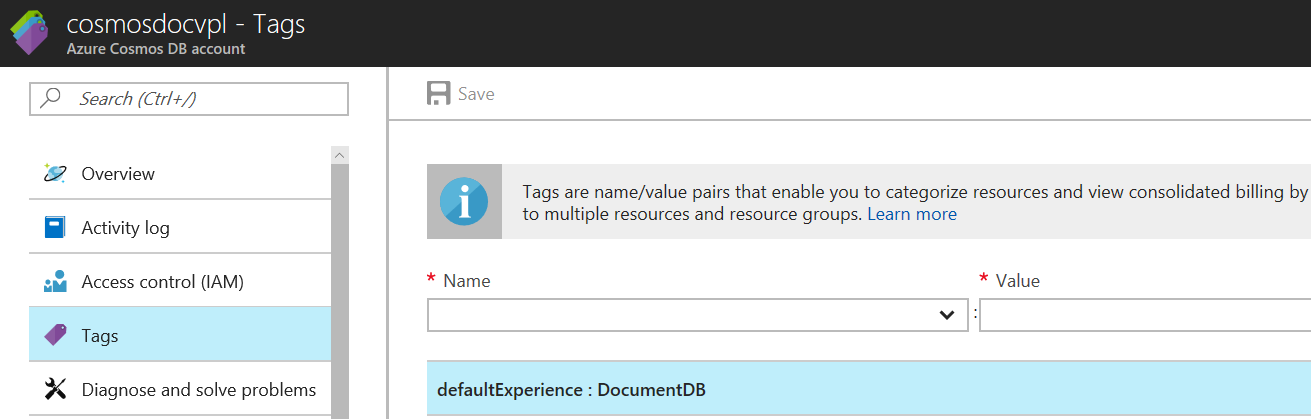 cosmosdocvpl - Tags
Azure Cosmos DB account
Search (Ctrl+/)
Overview
Activity log
Access control (IAM)
Tags
Diagnose and solve problems
Save
Tags are name/value pairs that enable you to categorize resources and view consolidated billing by
to multiple resources and resource groups. Learn more
* Name
* Value
:
defaultExperience : DocumentDB